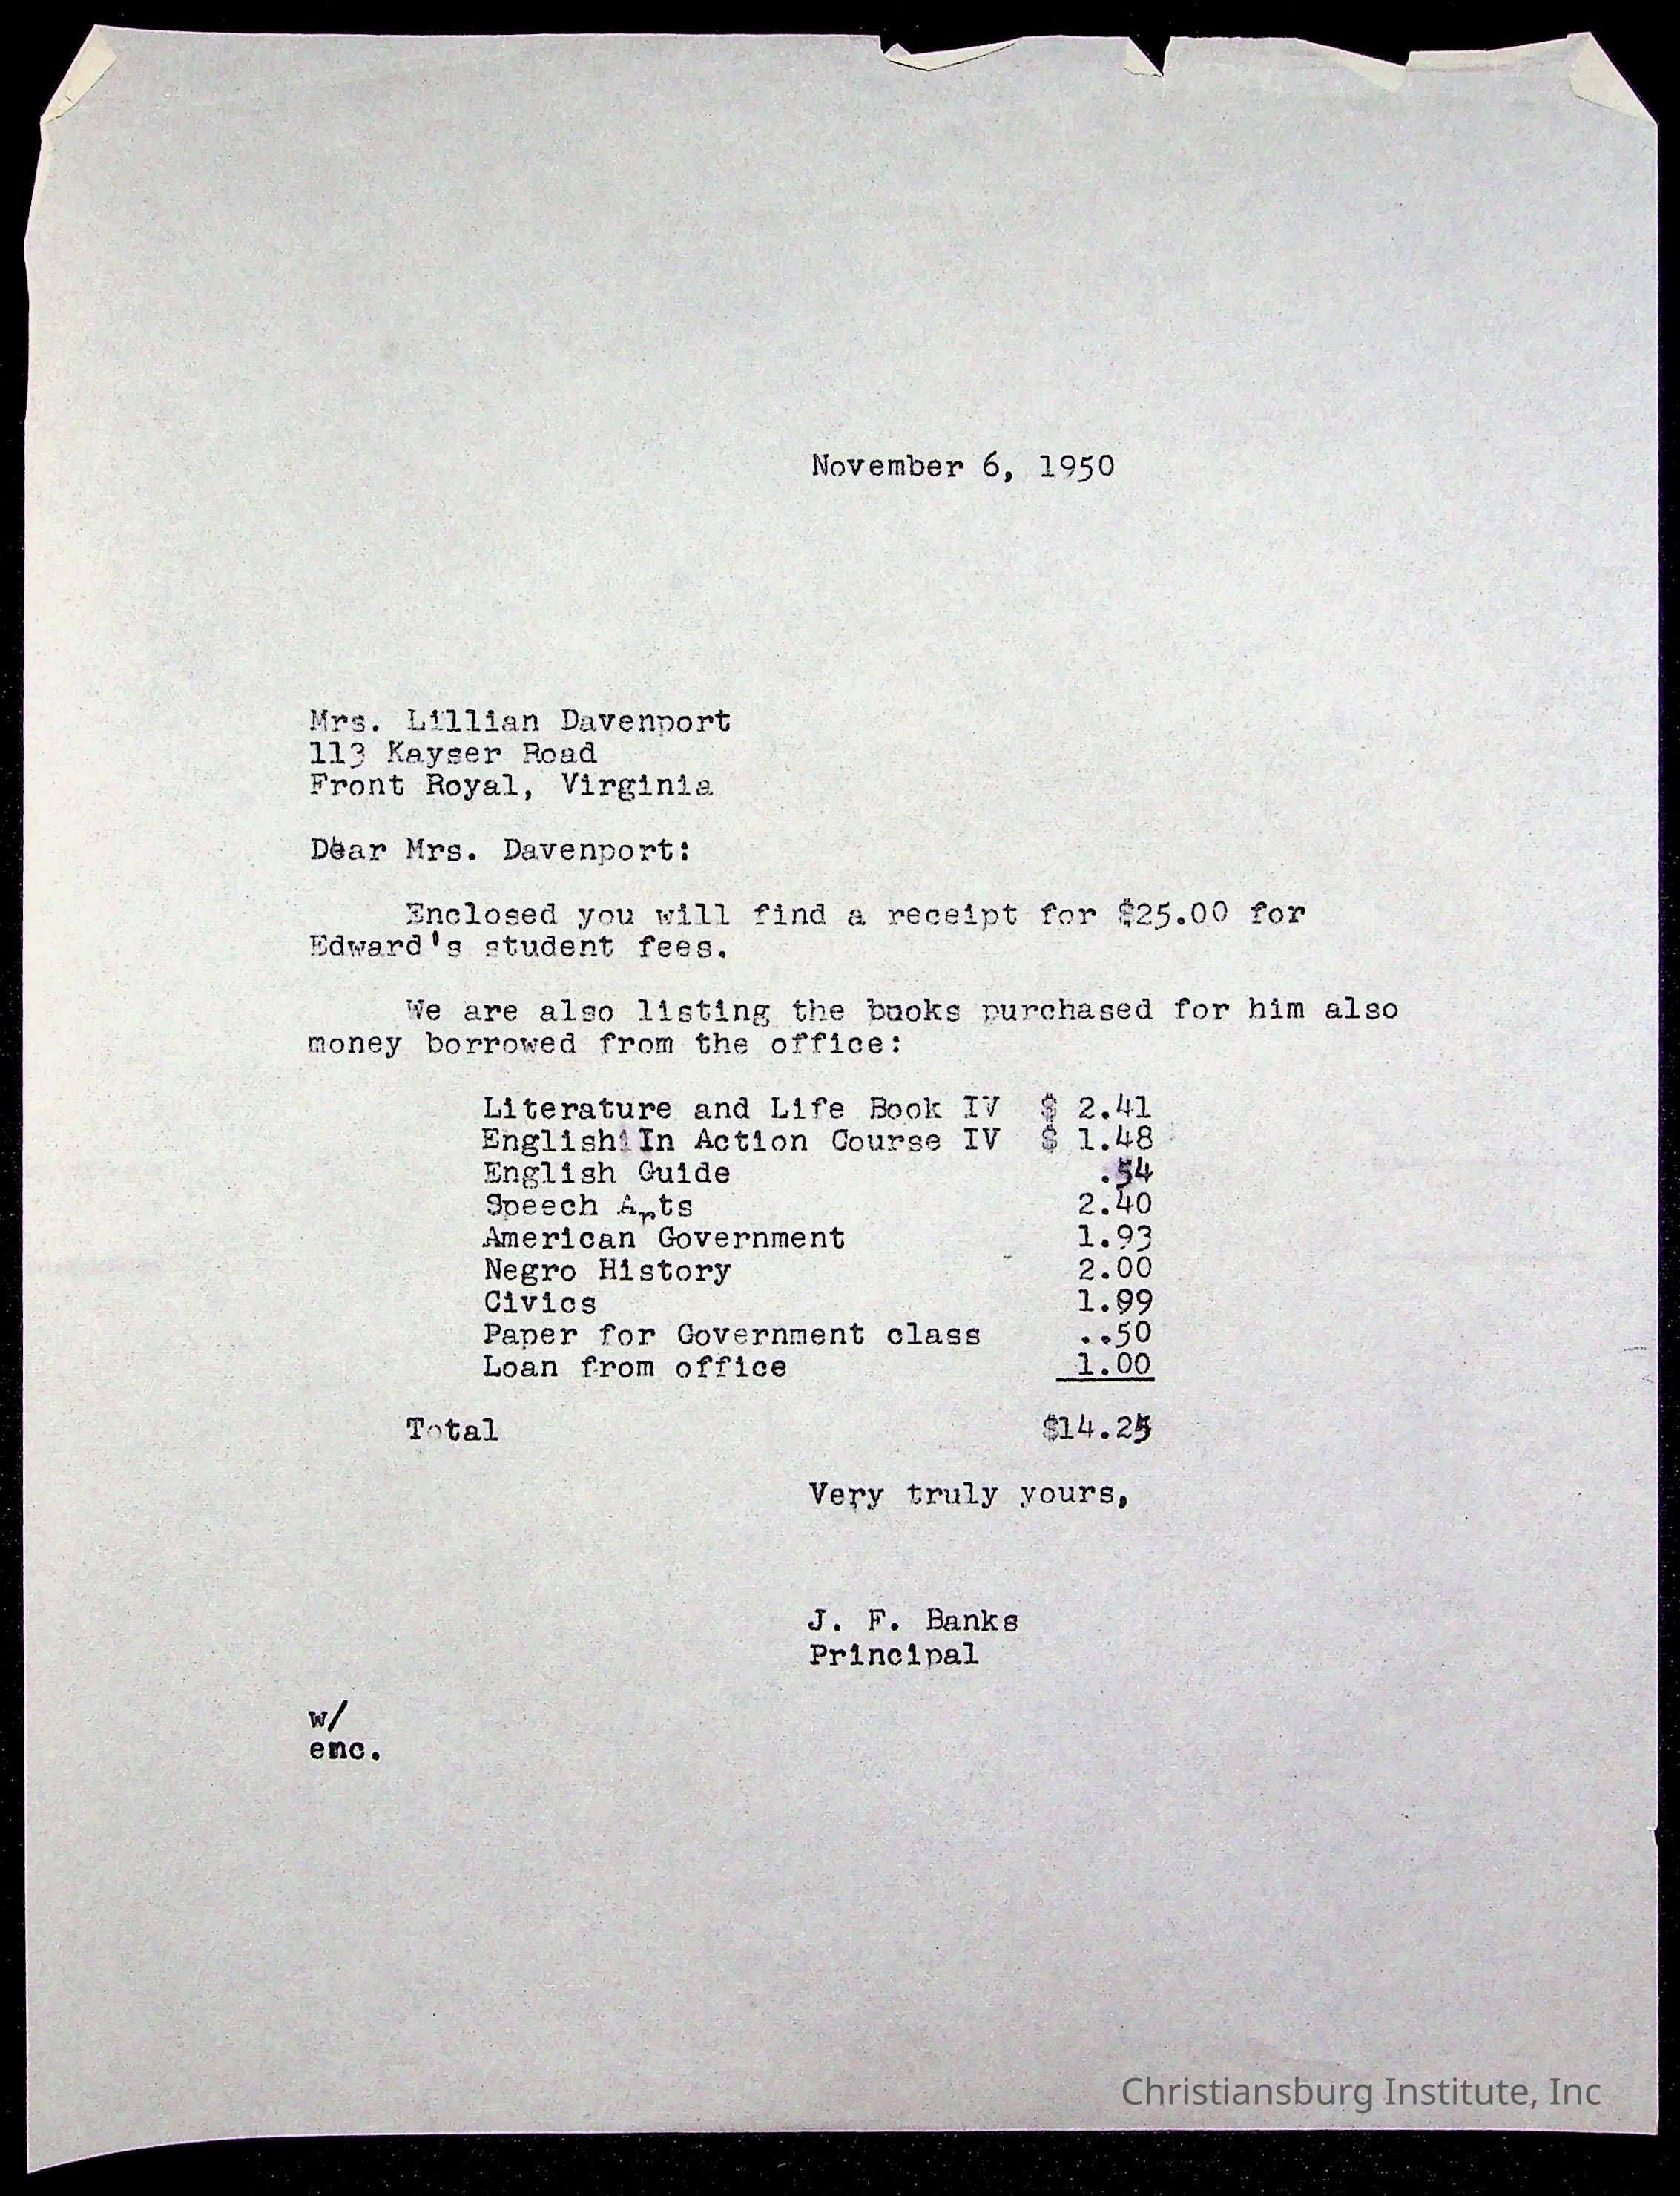 November 6, 1950
Mrs. Lillian Davenport
113 Kayser Road
Front Royal, Virginia
Dear Mrs. Davenport:
Enclosed you will find a receipt for $25.00 for
Edward's student fees.
We are also listing the books purchased for him also
money borrowed from the office:
Literature and Life Book IV $ 2.41
English In Action Course IV $ 1.48
English Guide .54
Speech Arts 2.40
American Government 1.93
Negro History 2.00
Civics 1.99
Paper for Government class ..50
Loan from office 1.00
Total $14.25
Very truly yours,
J. F. Banks
Principal
w/
enc.
Christiansburg Institute, Inc